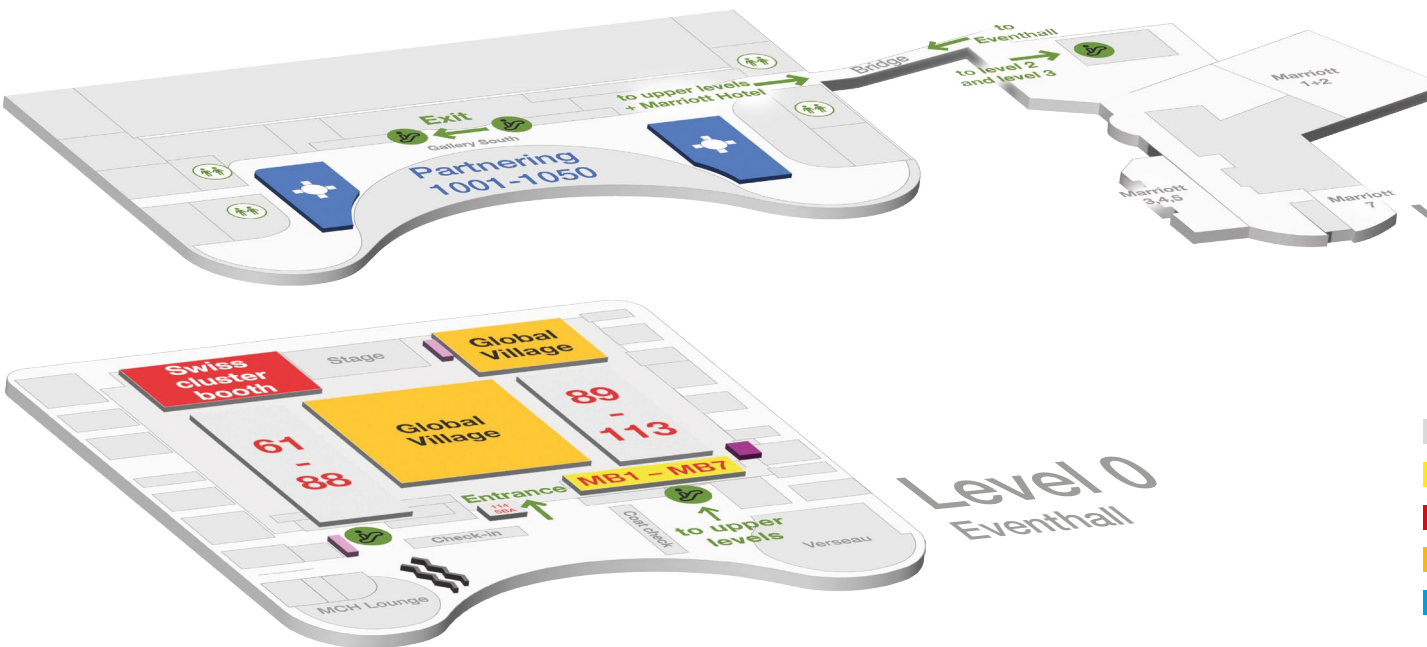 to
Eventhall
Bridge
to level 2
and level 3
to upper levels
+ Marriott Hotel
Marriott
1+2
Exit
Gallery South
Partnering
1001-1050
Marriott
3,4,5
Marriott
7
Swiss
cluster
booth
Stage
Global
Village
Global
Village
61
-
88
89
-
113
MB1 – MB7
Entrance
114
SBA
Check-in
Coat check
to upper
levels
Verseau
MCH Lounge
Level 0
Eventhall